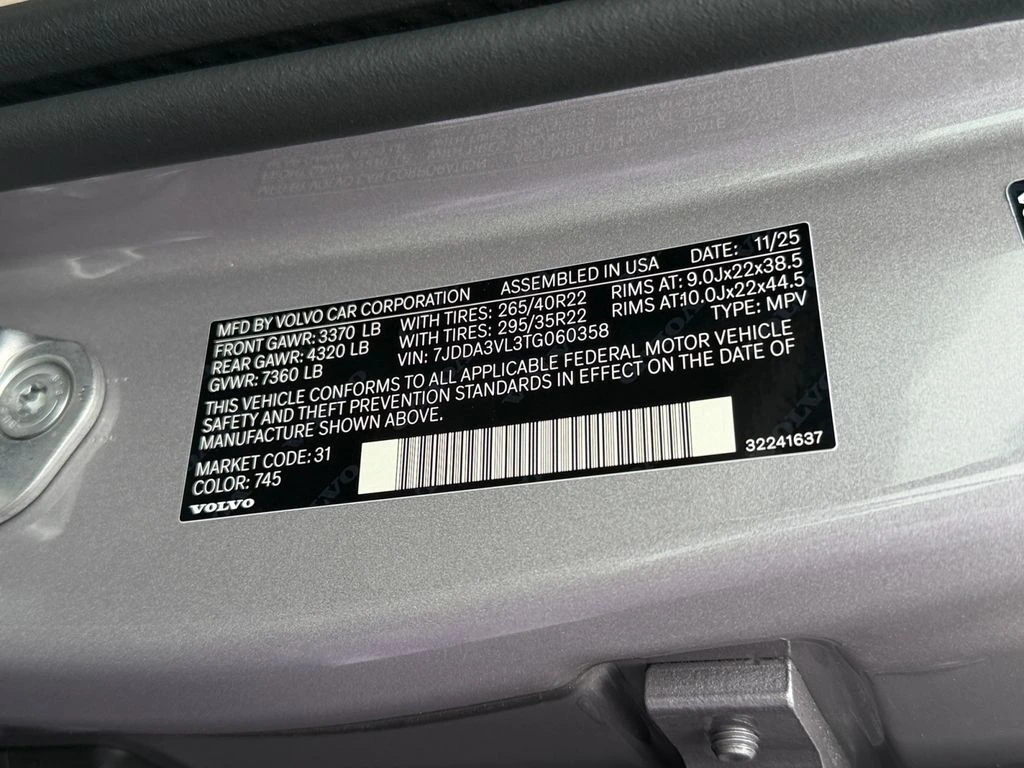 MFD BY VOLVO CAR CORPORATION ASSEMBLED IN USA DATE: 11/25
FRONT GAWR: 3370 LB WITH TIRES: 265/40R22 RIMS AT: 9.0Jx22x38.5
REAR GAWR: 4320 LB WITH TIRES: 295/35R22 RIMS AT:10.0Jx22x44.5
GVWR: 7360 LB VIN: 7JDDA3VL3TG060358 TYPE: MPV
THIS VEHICLE CONFORMS TO ALL APPLICABLE FEDERAL MOTOR VEHICLE
SAFETY AND THEFT PREVENTION STANDARDS IN EFFECT ON THE DATE OF
MANUFACTURE SHOWN ABOVE.
MARKET CODE: 31
COLOR: 745
32241637
VOLVO